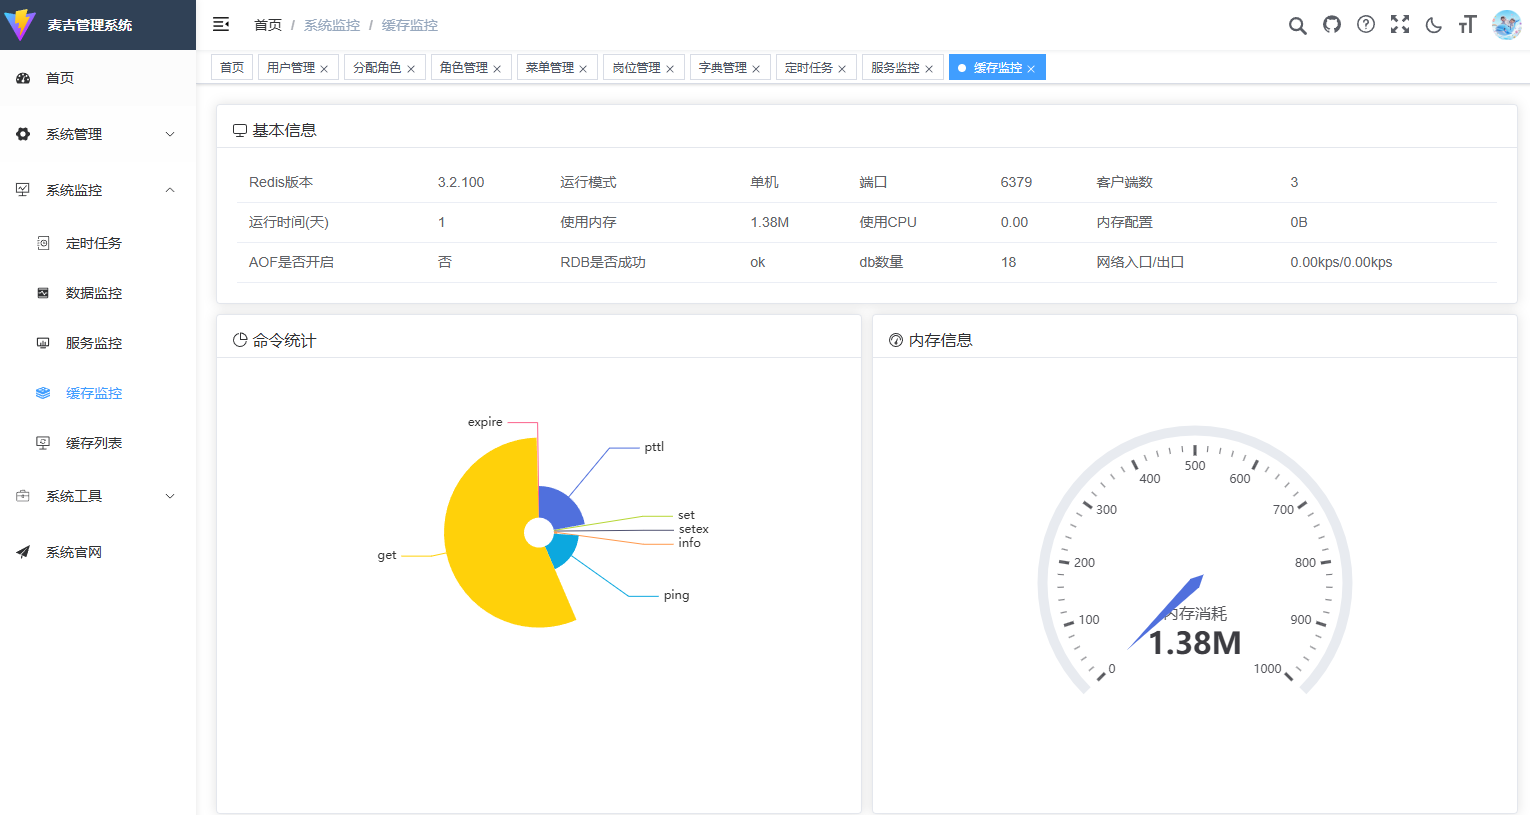 麦吉管理系统
首页 / 系统监控 / 缓存监控
首页 用户管理 分配角色 角色管理 菜单管理 岗位管理 字典管理 定时任务 服务监控 缓存监控
首页
系统管理
系统监控
定时任务
数据监控
服务监控
缓存监控
缓存列表
系统工具
系统官网
基本信息
Redis版本 3.2.100 运行模式 单机 端口 6379 客户端数 3
运行时间(天) 1 使用内存 1.38M 使用CPU 0.00 内存配置 0B
AOF是否开启 否 RDB是否成功 ok db数量 18 网络入口/出口 0.00kps/0.00kps
命令统计
expire
pttl
set
setex
info
get
ping
内存信息
500
400 600
300 700
200 800
内存消耗
100 900
1.38M
0 1000